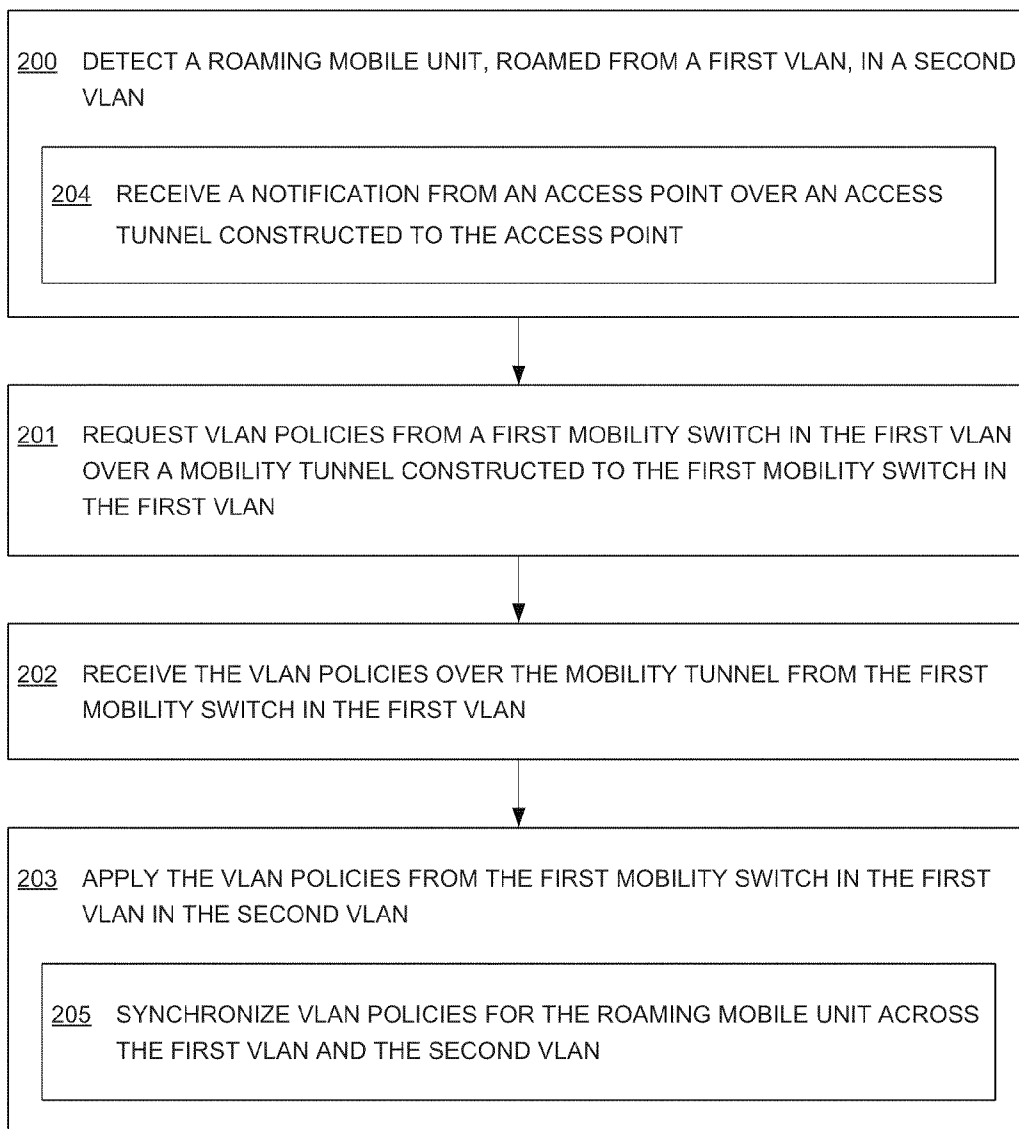 200 DETECT A ROAMING MOBILE UNIT, ROAMED FROM A FIRST VLAN, IN A SECOND
VLAN
204 RECEIVE A NOTIFICATION FROM AN ACCESS POINT OVER AN ACCESS
TUNNEL CONSTRUCTED TO THE ACCESS POINT
201 REQUEST VLAN POLICIES FROM A FIRST MOBILITY SWITCH IN THE FIRST VLAN
OVER A MOBILITY TUNNEL CONSTRUCTED TO THE FIRST MOBILITY SWITCH IN
THE FIRST VLAN
202 RECEIVE THE VLAN POLICIES OVER THE MOBILITY TUNNEL FROM THE FIRST
MOBILITY SWITCH IN THE FIRST VLAN
203 APPLY THE VLAN POLICIES FROM THE FIRST MOBILITY SWITCH IN THE FIRST
VLAN IN THE SECOND VLAN
205 SYNCHRONIZE VLAN POLICIES FOR THE ROAMING MOBILE UNIT ACROSS
THE FIRST VLAN AND THE SECOND VLAN